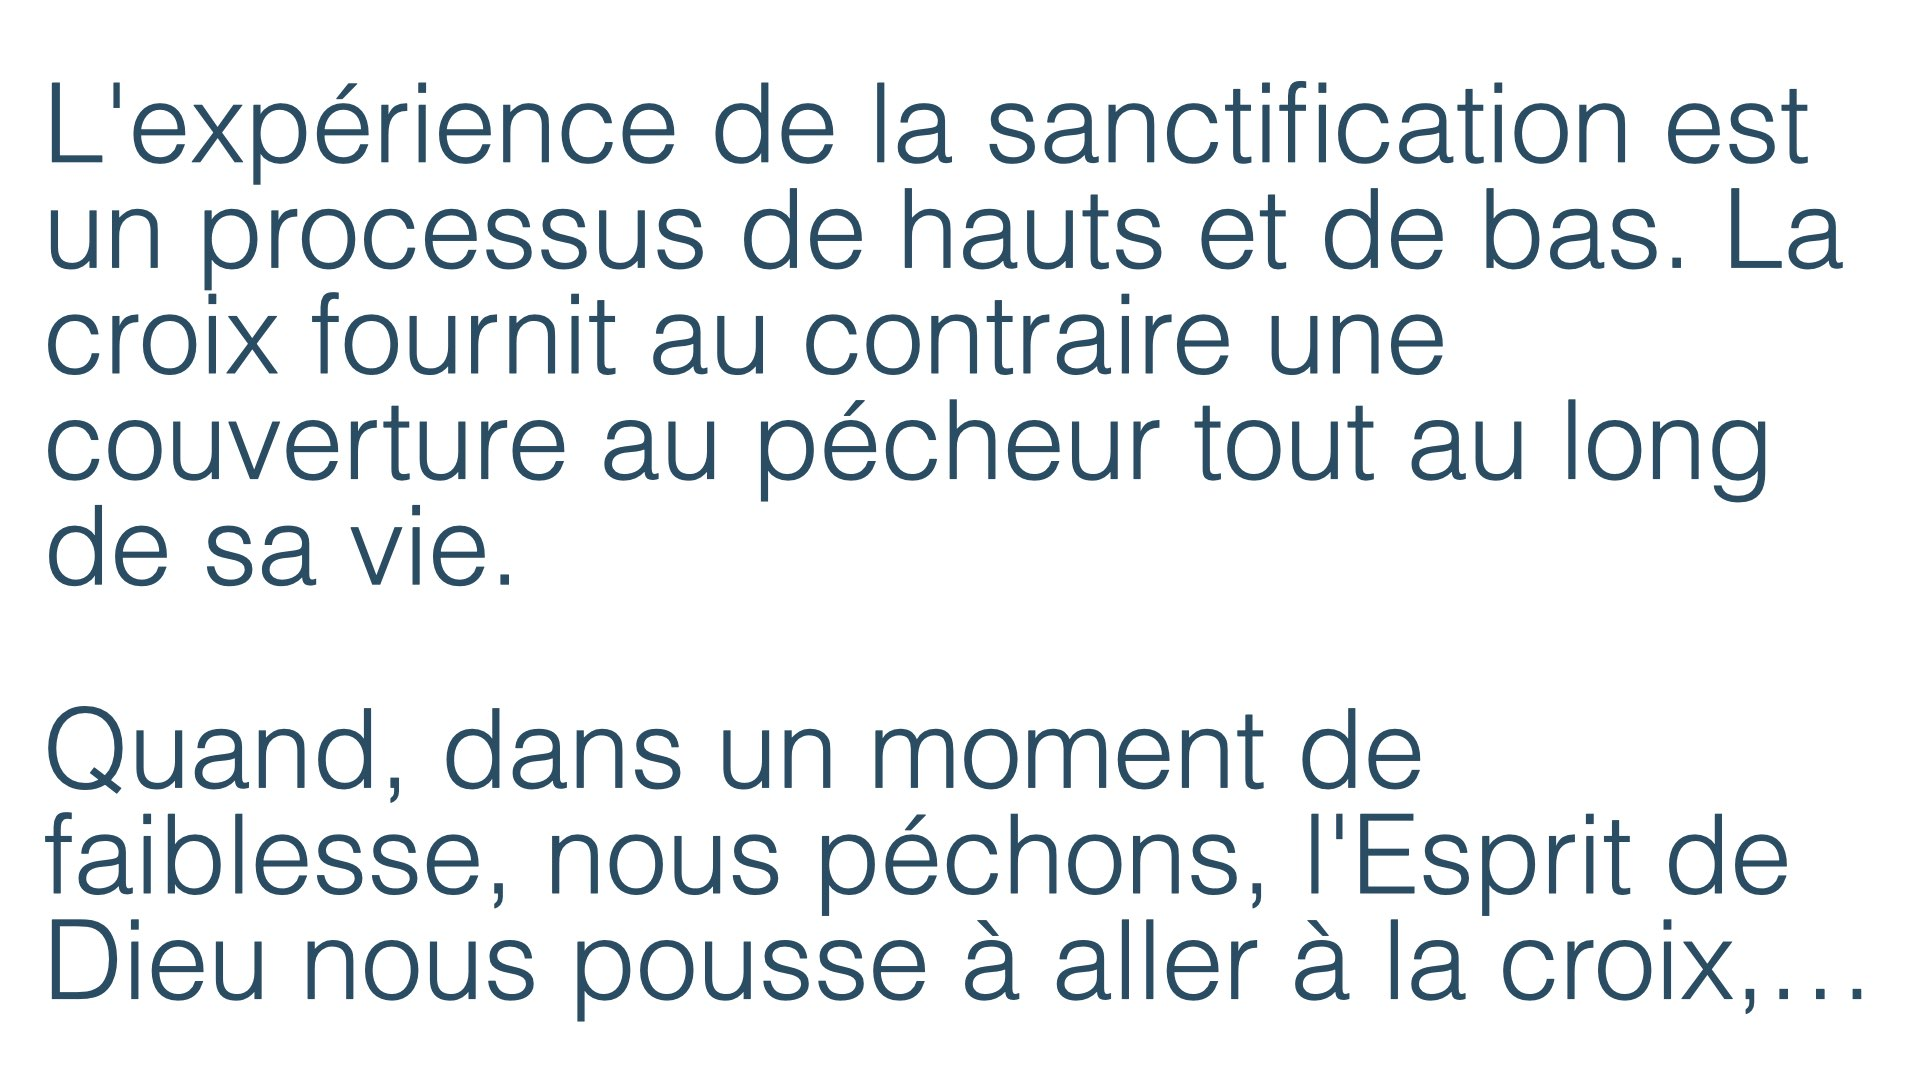 L'expérience de la sanctification est
un processus de hauts et de bas. La
croix fournit au contraire une
couverture au pécheur tout au long
de sa vie.
Quand, dans un moment de
faiblesse, nous péchons, l'Esprit de
Dieu nous pousse à aller à la croix,…